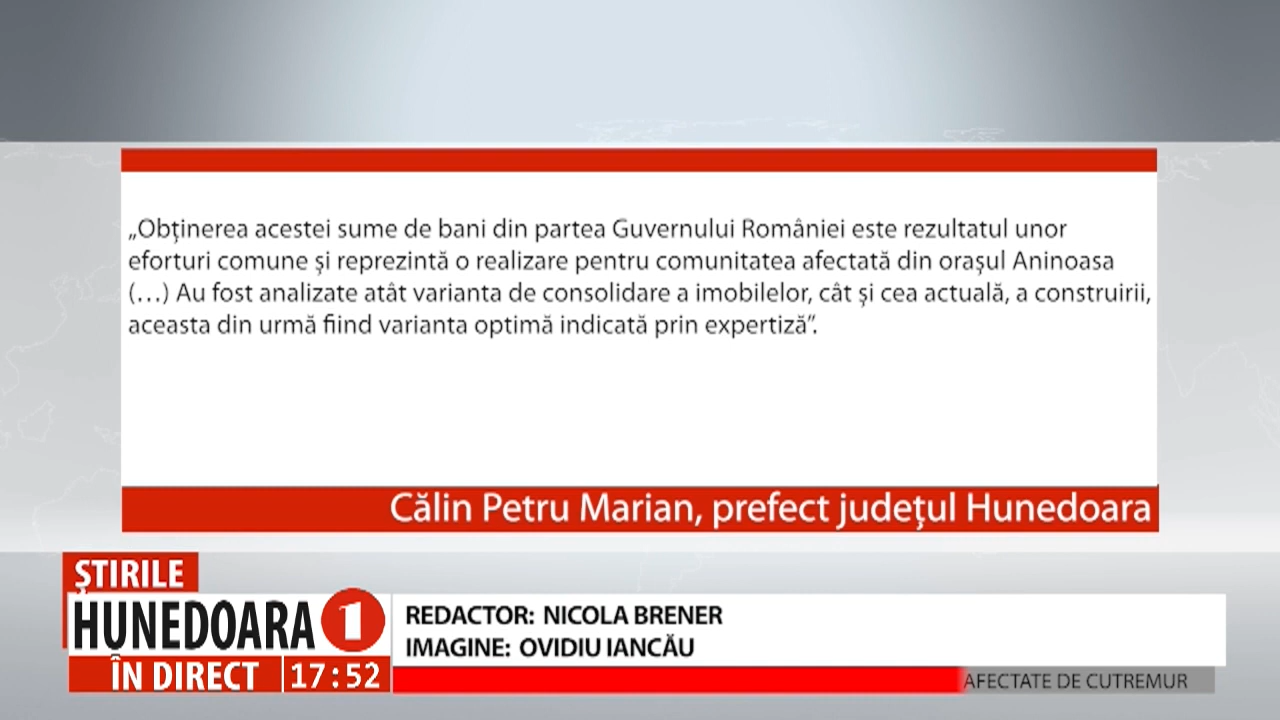 „Obținerea acestei sume de bani din partea Guvernului României este rezultatul unor
eforturi comune și reprezintă o realizare pentru comunitatea afectată din orașul Aninoasa
(…) Au fost analizate atât varianta de consolidare a imobilelor, cât și cea actuală, a construirii,
aceasta din urmă fiind varianta optimă indicată prin expertiză”.
Călin Petru Marian, prefect județul Hunedoara
ŞTIRILE
HUNEDOARA 1
ÎN DIRECT 17:52
REDACTOR: NICOLA BRENER
IMAGINE: OVIDIU IANCĂU
AFECTATE DE CUTREMUR